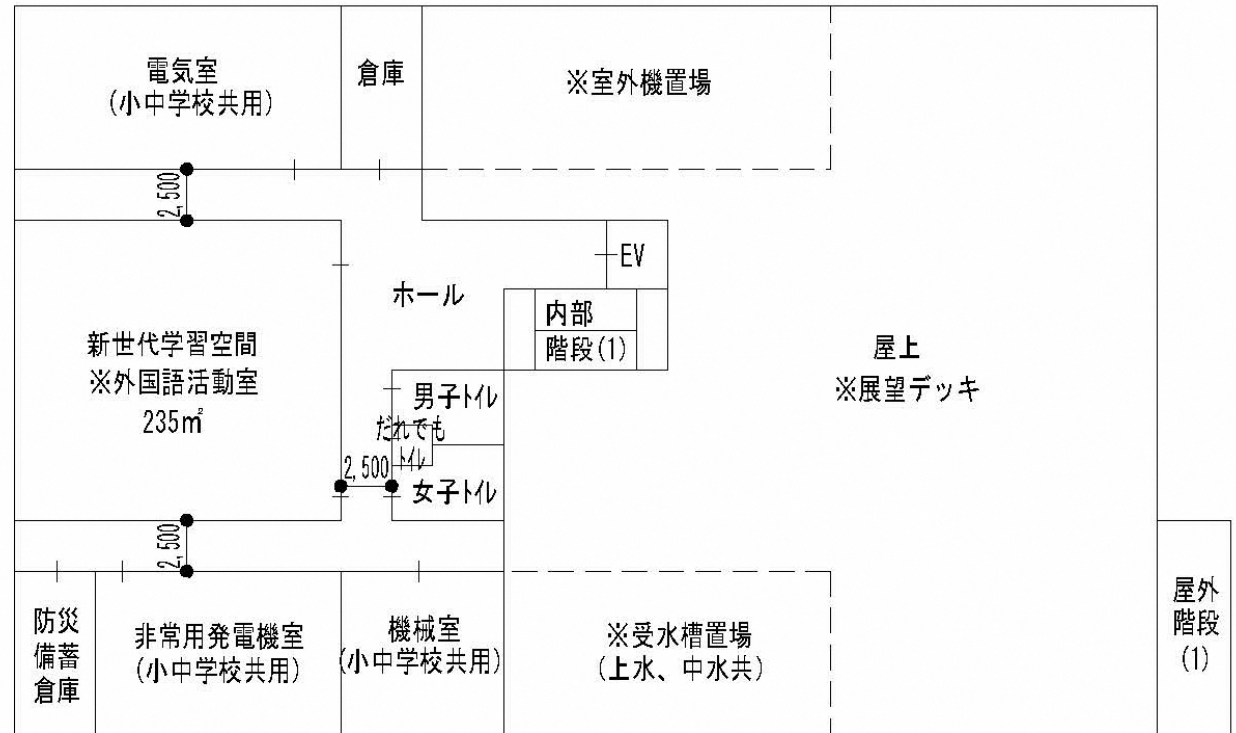 電気室
(小中学校共用)
倉庫
※室外機置場
2,500
EV
ホール
内部
階段(1)
新世代学習空間
※外国語活動室
235㎡
屋上
※展望デッキ
男子ﾄｲﾚ
だれでも
ﾄｲﾚ
2,500
女子ﾄｲﾚ
2,500
防災
備蓄
倉庫
非常用発電機室
(小中学校共用)
機械室
(小中学校共用)
※受水槽置場
(上水、中水共)
屋外
階段
(1)